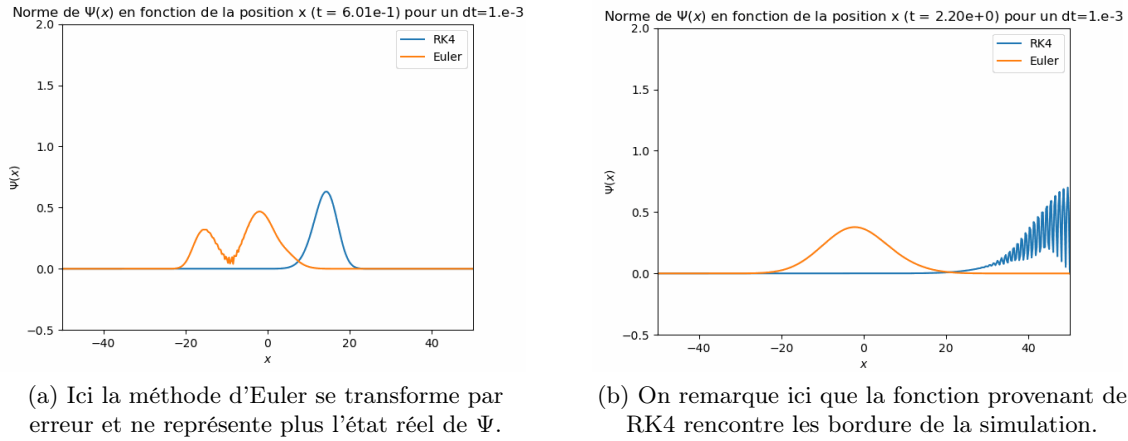 Norme de Ψ(x) en fonction de la position x (t = 6.01e-1) pour un dt=1.e-3
2.0
1.5
1.0
0.5
0.0
−0.5
Ψ(x)
RK4
Euler
−40 −20 0 20 40
x
(a) Ici la méthode d'Euler se transforme par
erreur et ne représente plus l'état réel de Ψ.
Norme de Ψ(x) en fonction de la position x (t = 2.20e+0) pour un dt=1.e-3
2.0
1.5
1.0
0.5
0.0
−0.5
Ψ(x)
RK4
Euler
−40 −20 0 20 40
x
(b) On remarque ici que la fonction provenant de
RK4 rencontre les bordure de la simulation.